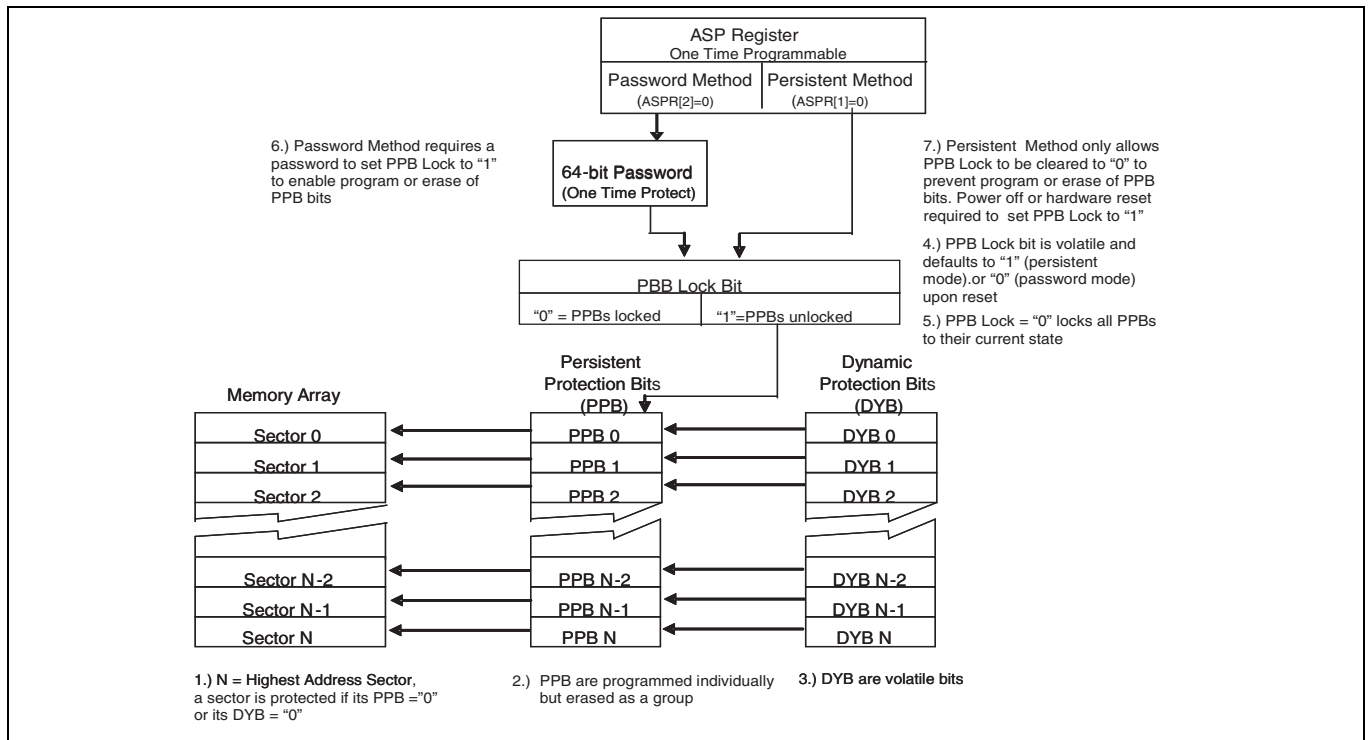 ASP Register
One Time Programmable
Password Method
(ASPR[2]=0)
Persistent Method
(ASPR[1]=0)
6.) Password Method requires a
password to set PPB Lock to “1”
to enable program or erase of
PPB bits
64-bit Password
(One Time Protect)
7.) Persistent Method only allows
PPB Lock to be cleared to “0” to
prevent program or erase of PPB
bits. Power off or hardware reset
required to set PPB Lock to “1”
4.) PPB Lock bit is volatile and
defaults to “1” (persistent
mode).or “0” (password mode)
upon reset
5.) PPB Lock = “0” locks all PPBs
to their current state
PBB Lock Bit
“0” = PPBs locked
“1”=PPBs unlocked
Memory Array
Persistent
Protection Bits
(PPB)
Dynamic
Protection Bits
(DYB)
Sector 0
PPB 0
DYB 0
Sector 1
PPB 1
DYB 1
Sector 2
PPB 2
DYB 2
Sector N-2
PPB N-2
DYB N-2
Sector N-1
PPB N-1
DYB N-1
Sector N
PPB N
DYB N
1.) N = Highest Address Sector,
a sector is protected if its PPB =”0”
or its DYB = “0”
2.) PPB are programmed individually
but erased as a group
3.) DYB are volatile bits